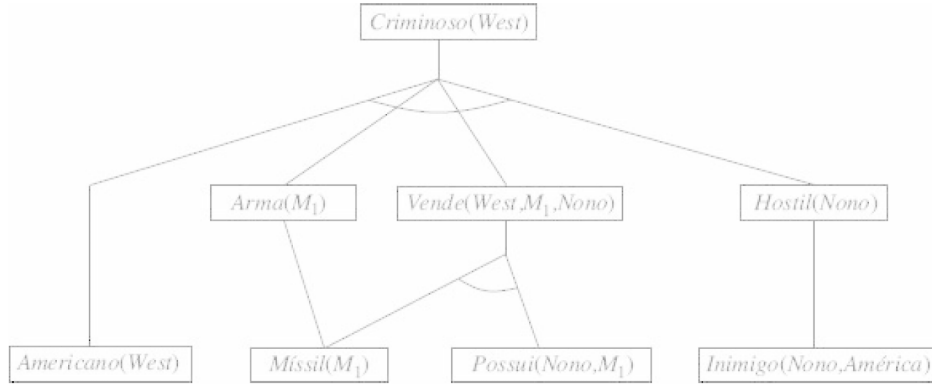 Criminoso(West)
Arma(M₁)
Vende(West,M₁,Nono)
Hostil(Nono)
Americano(West)
Míssil(M₁)
Possui(Nono,M₁)
Inimigo(Nono,América)